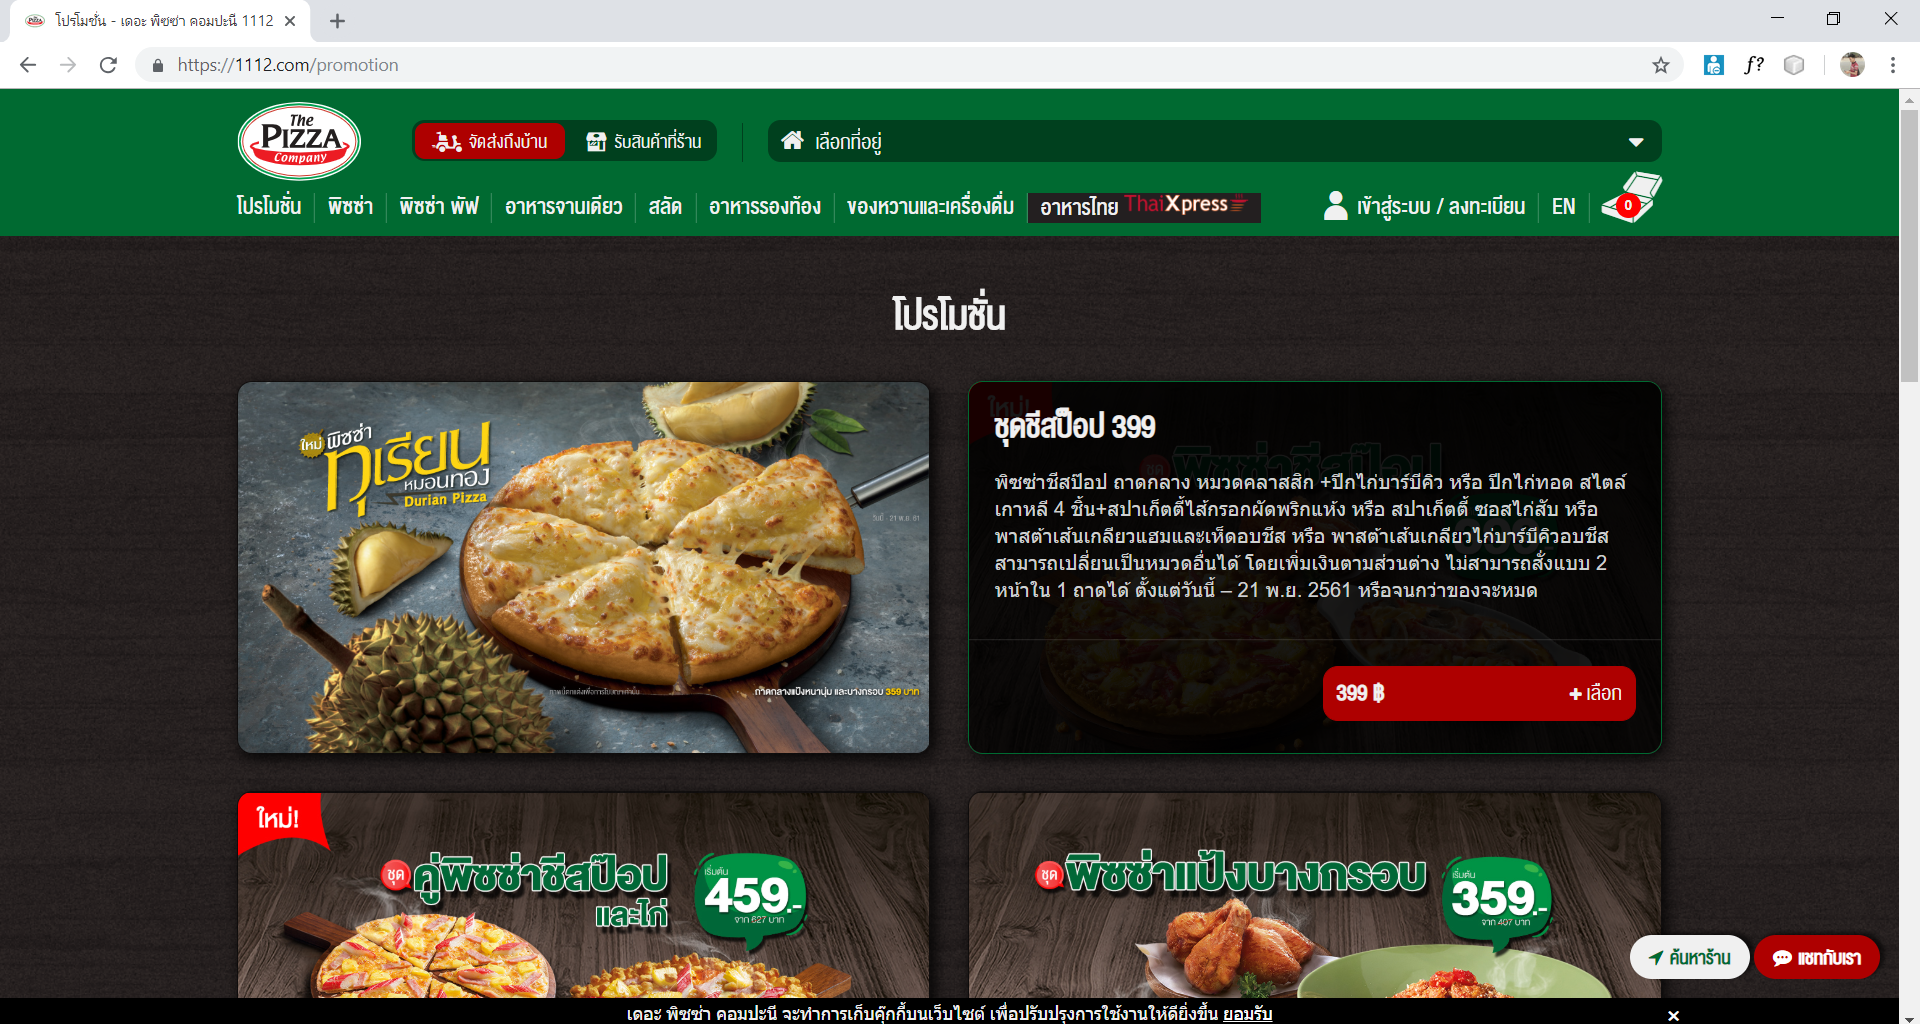 โปรโมชั่น - เดอะ พิซซ่า คอมปะนี 1112
https://1112.com/promotion
The
PIZZA
Company
จัดส่งถึงบ้าน
รับสินค้าที่ร้าน
เลือกที่อยู่
โปรโมชั่น
พิซซ่า
พิซซ่า พัฟ
อาหารจานเดียว
สลัด
อาหารรองท้อง
ของหวานและเครื่องดื่ม
อาหารไทย ThaiXpress
เข้าสู่ระบบ / ลงทะเบียน
EN
0
โปรโมชั่น
ใหม่ พิซซ่า
ทุเรียน
หมอนทอง
Durian Pizza
วันนี้ - 21 พ.ย. 61
ถาดกลางแป้งหนานุ่ม และบางกรอบ 359 บาท
ใหม่!
ชุดชีสป๊อป 399
พิซซ่าชีสป๊อป ถาดกลาง หมวดคลาสสิก +ปีกไก่บาร์บีคิว หรือ ปีกไก่ทอด สไตล์
เกาหลี 4 ชิ้น+สปาเก็ตตี้ไส้กรอกผัดพริกแห้ง หรือ สปาเก็ตตี้ ซอสไก่สับ หรือ
พาสต้าเส้นเกลียวแฮมและเห็ดอบชีส หรือ พาสต้าเส้นเกลียวไก่บาร์บีคิวอบชีส
สามารถเปลี่ยนเป็นหมวดอื่นได้ โดยเพิ่มเงินตามส่วนต่าง ไม่สามารถสั่งแบบ 2
หน้าใน 1 ถาดได้ ตั้งแต่วันนี้ – 21 พ.ย. 2561 หรือจนกว่าของจะหมด
399 ฿
เลือก
ใหม่!
ชุด คู่พิซซ่าชีสป๊อป
และไก่
เริ่มต้น
459.-
จาก 627 บาท
ชุด พิซซ่าแป้งบางกรอบ
เริ่มต้น
359.-
จาก 407 บาท
ค้นหาร้าน
แชทกับเรา
เดอะ พิซซ่า คอมปะนี จะทำการเก็บคุ๊กกี้บนเว็บไซต์ เพื่อปรับปรุงการใช้งานให้ดียิ่งขึ้น ยอมรับ